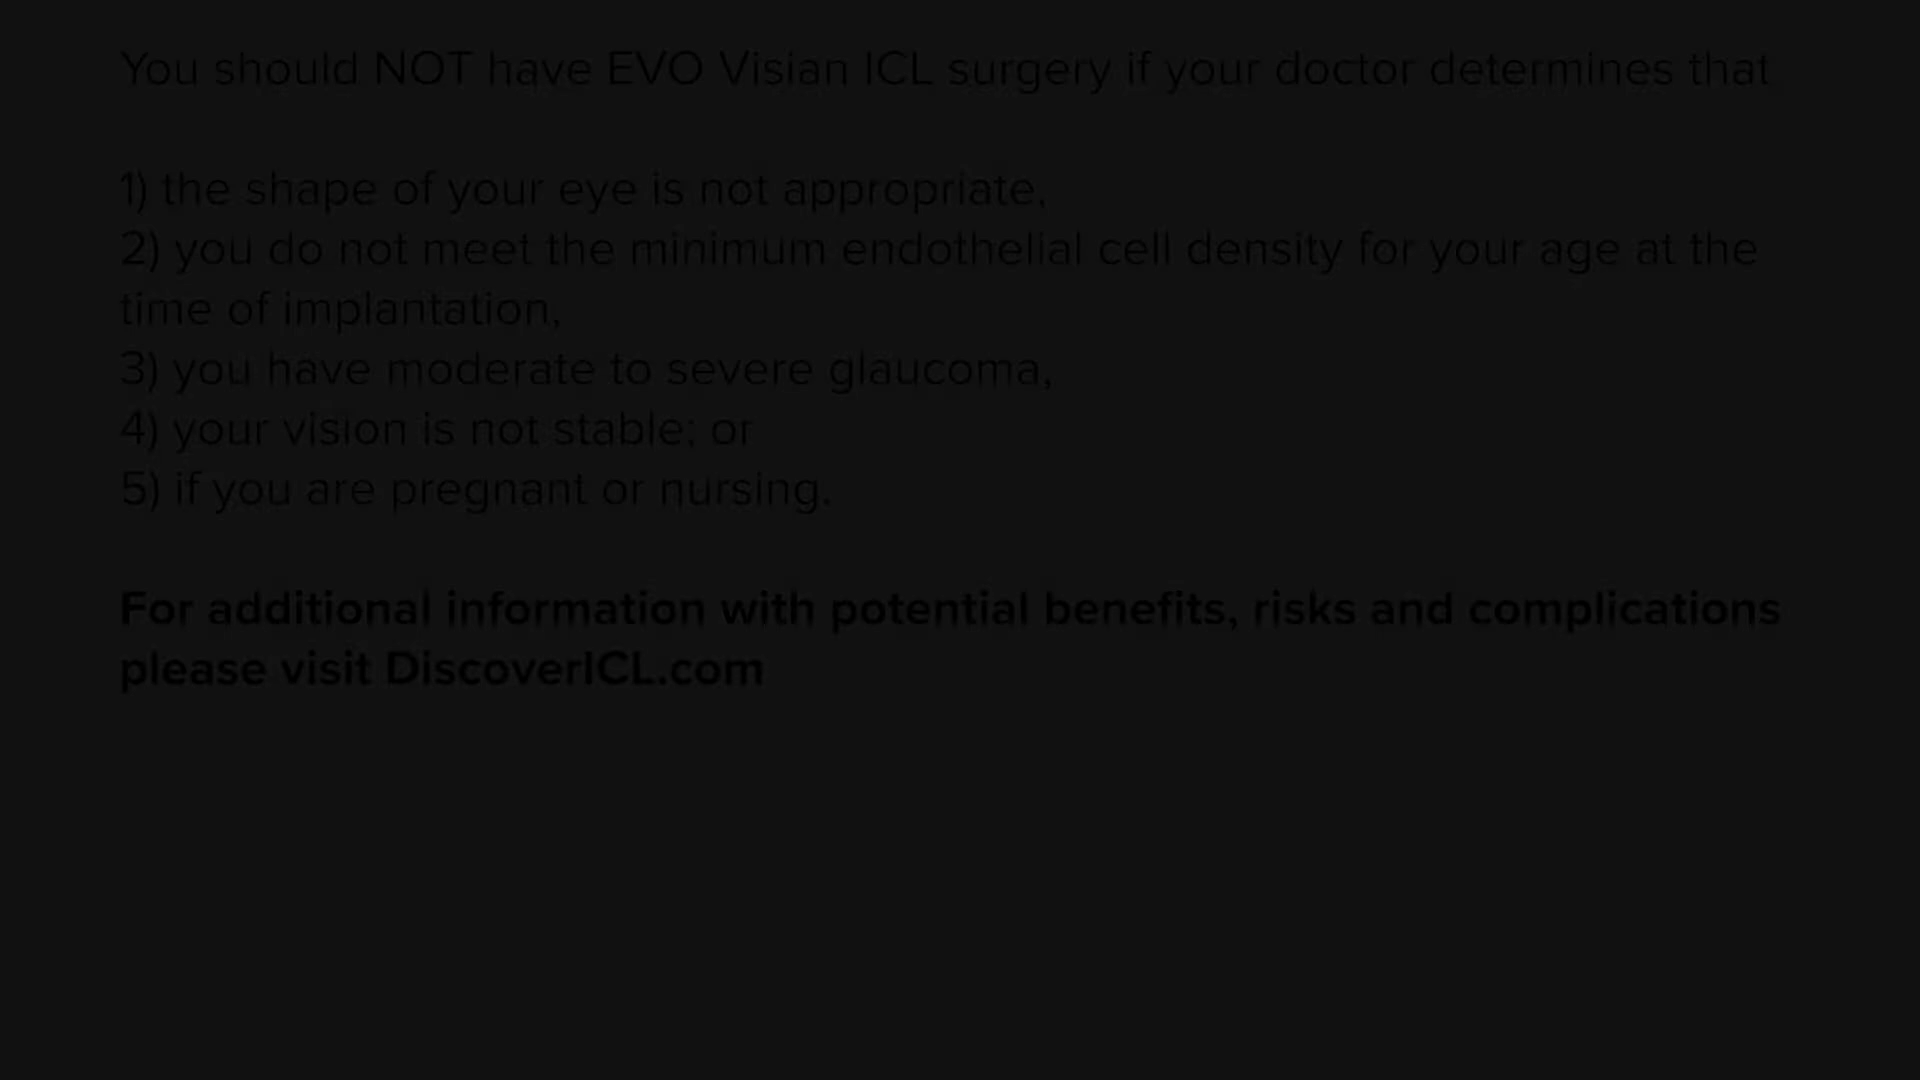 You should NOT have EVO Visian ICL surgery if your doctor determines that
1) the shape of your eye is not appropriate,
2) you do not meet the minimum endothelial cell density for your age at the
time of implantation,
3) you have moderate to severe glaucoma,
4) your vision is not stable; or
5) if you are pregnant or nursing.
For additional information with potential benefits, risks and complications
please visit DiscoverICL.com